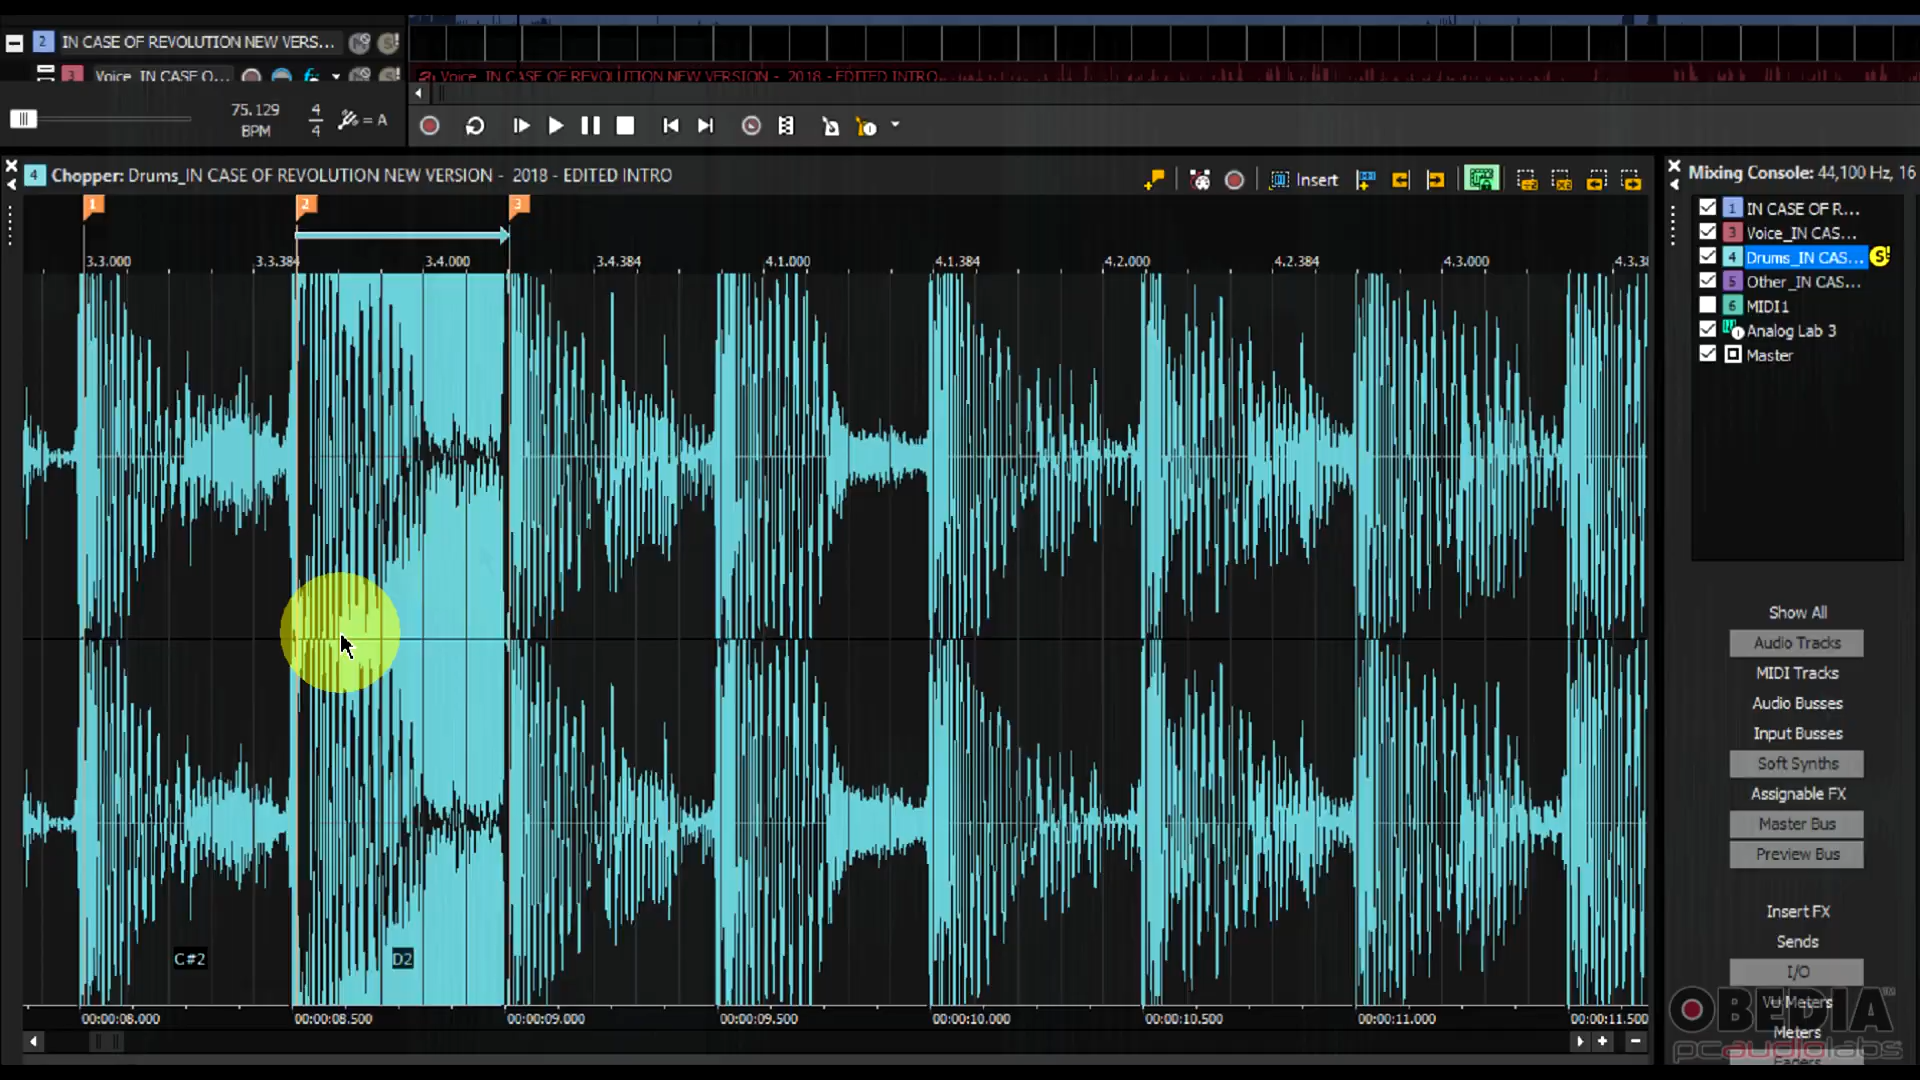 2 IN CASE OF REVOLUTION NEW VERS...
3 Voice_IN CASE O... fx
Voice_IN CASE OF REVOLUTION NEW VERSION - 2018 - EDITED INTRO
75.129
BPM
4
4
= A
4 Chopper: Drums_IN CASE OF REVOLUTION NEW VERSION - 2018 - EDITED INTRO
Insert
1 2 3
3.3.000 3.3.384 3.4.000 3.4.384 4.1.000 4.1.384 4.2.000 4.2.384 4.3.000 4.3.38
C#2 D2
00:00:08.000 00:00:08.500 00:00:09.000 00:00:09.500 00:00:10.000 00:00:10.500 00:00:11.000 00:00:11.500
Mixing Console: 44,100 Hz, 16
1 IN CASE OF R...
3 Voice_IN CAS...
4 Drums_IN CAS... S!
5 Other_IN CAS...
6 MIDI1
Analog Lab 3
Master
Show All
Audio Tracks
MIDI Tracks
Audio Busses
Input Busses
Soft Synths
Assignable FX
Master Bus
Preview Bus
Insert FX
Sends
I/O
VU Meters
Meters
Faders
OBEDIA
pcaudiolabs